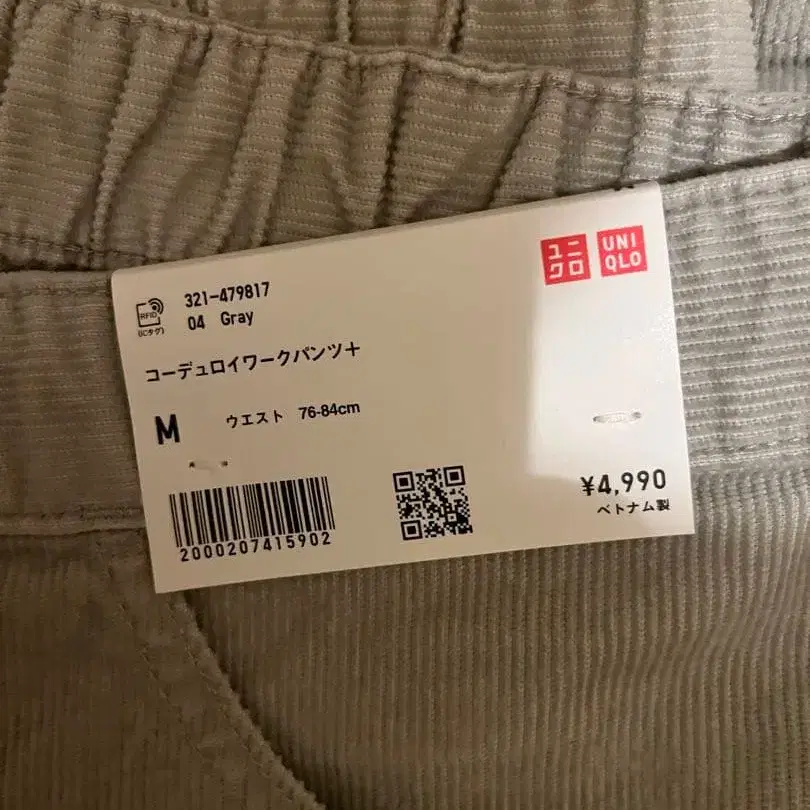 ユニ
クロ
UNI
QLO
RFID
(ICタグ)
321-479817
04 Gray
コーデュロイワークパンツ+
M ウエスト 76-84cm
¥4,990
ベトナム製
2000207415902